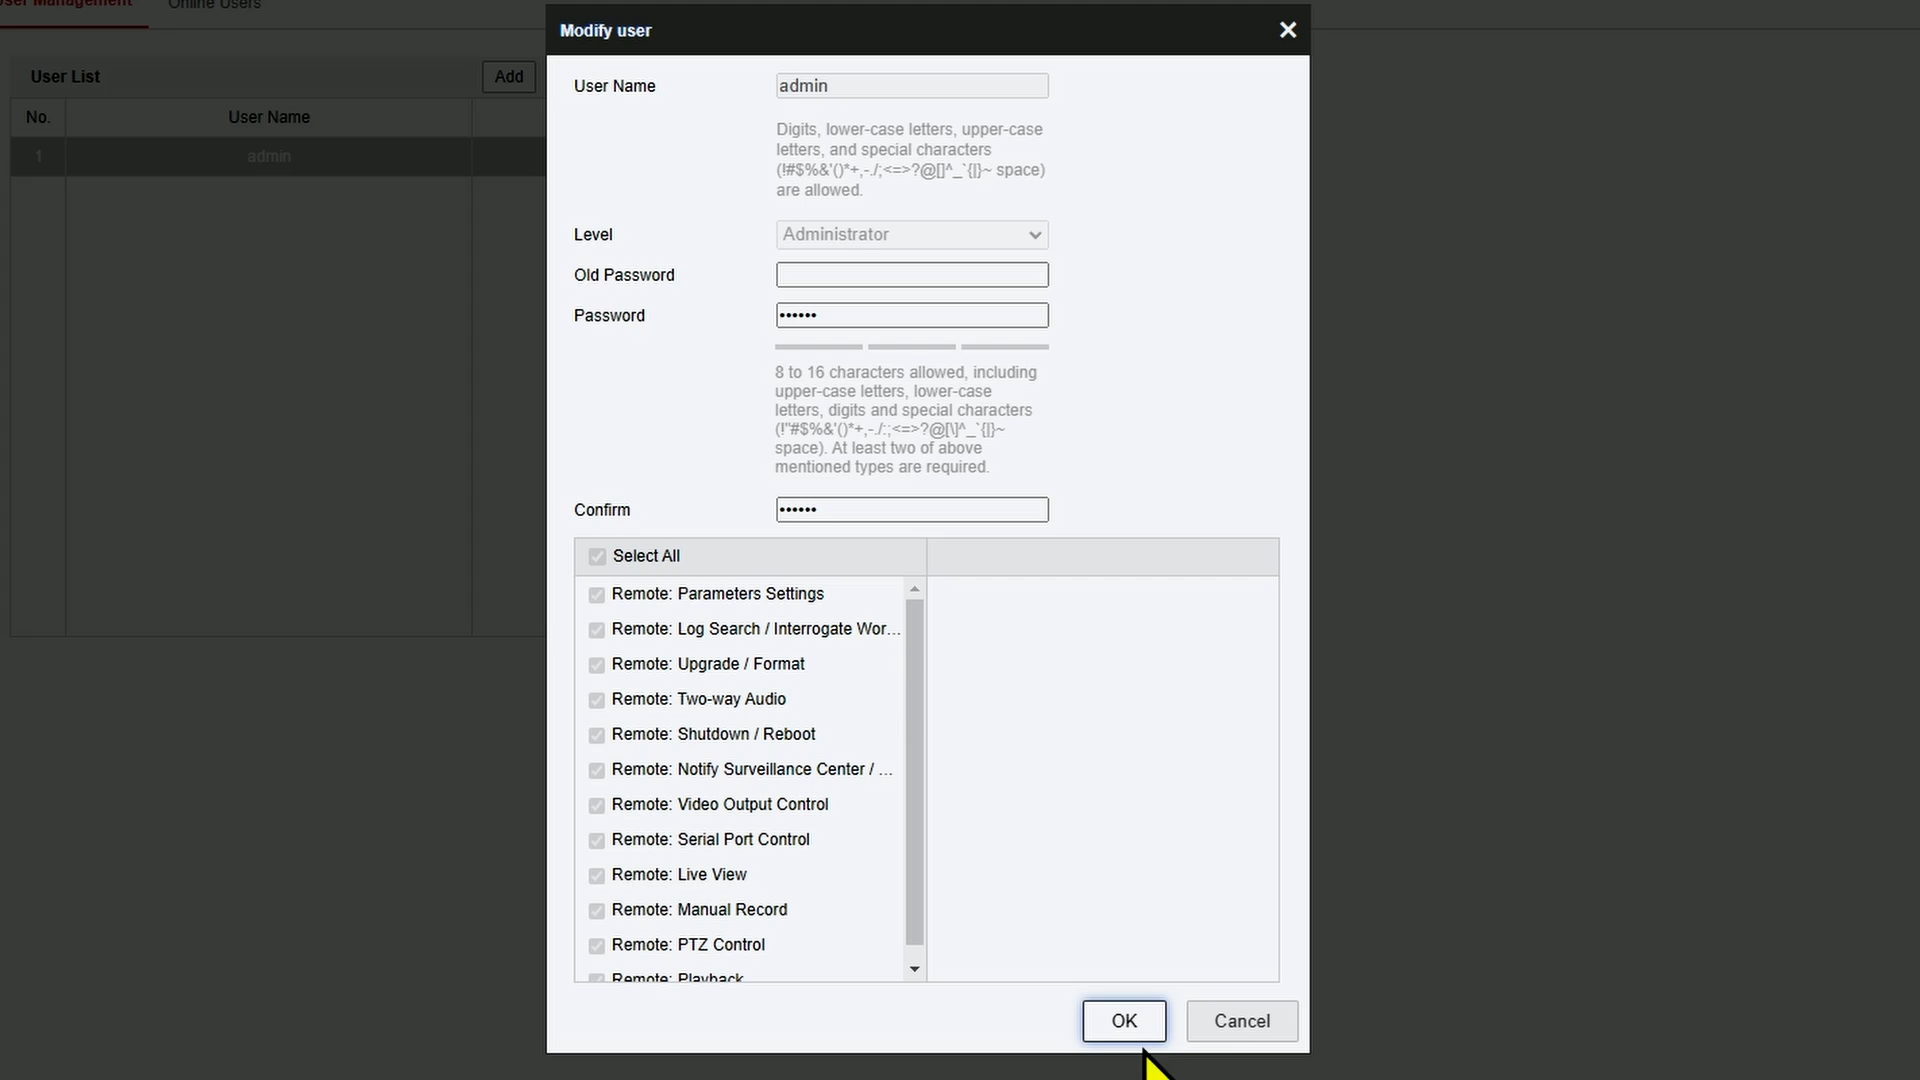 User Management Online Users
Modify user
User List Add
No. User Name
1 admin
User Name admin
Digits, lower-case letters, upper-case
letters, and special characters
(!#$%&'()*+,-./;<=>?@[]^_`{|}~ space)
are allowed.
Level Administrator
Old Password
Password ••••••
8 to 16 characters allowed, including
upper-case letters, lower-case
letters, digits and special characters
(!"#$%&'()*+,-./:;<=>?@[\]^_`{|}~
space). At least two of above
mentioned types are required.
Confirm ••••••
Select All
Remote: Parameters Settings
Remote: Log Search / Interrogate Wor...
Remote: Upgrade / Format
Remote: Two-way Audio
Remote: Shutdown / Reboot
Remote: Notify Surveillance Center / ...
Remote: Video Output Control
Remote: Serial Port Control
Remote: Live View
Remote: Manual Record
Remote: PTZ Control
Remote: Playback
OK Cancel